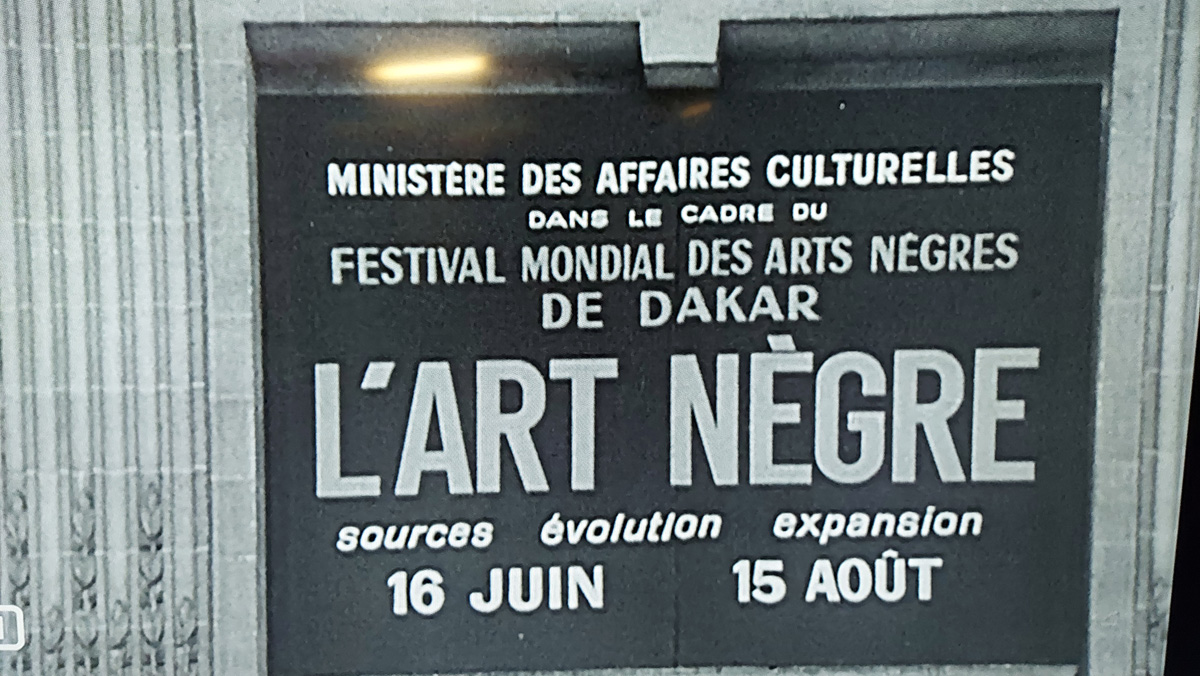 MINISTÈRE DES AFFAIRES CULTURELLES
DANS LE CADRE DU
FESTIVAL MONDIAL DES ARTS NÈGRES
DE DAKAR
L'ART NÈGRE
sources évolution expansion
16 JUIN 15 AOÛT